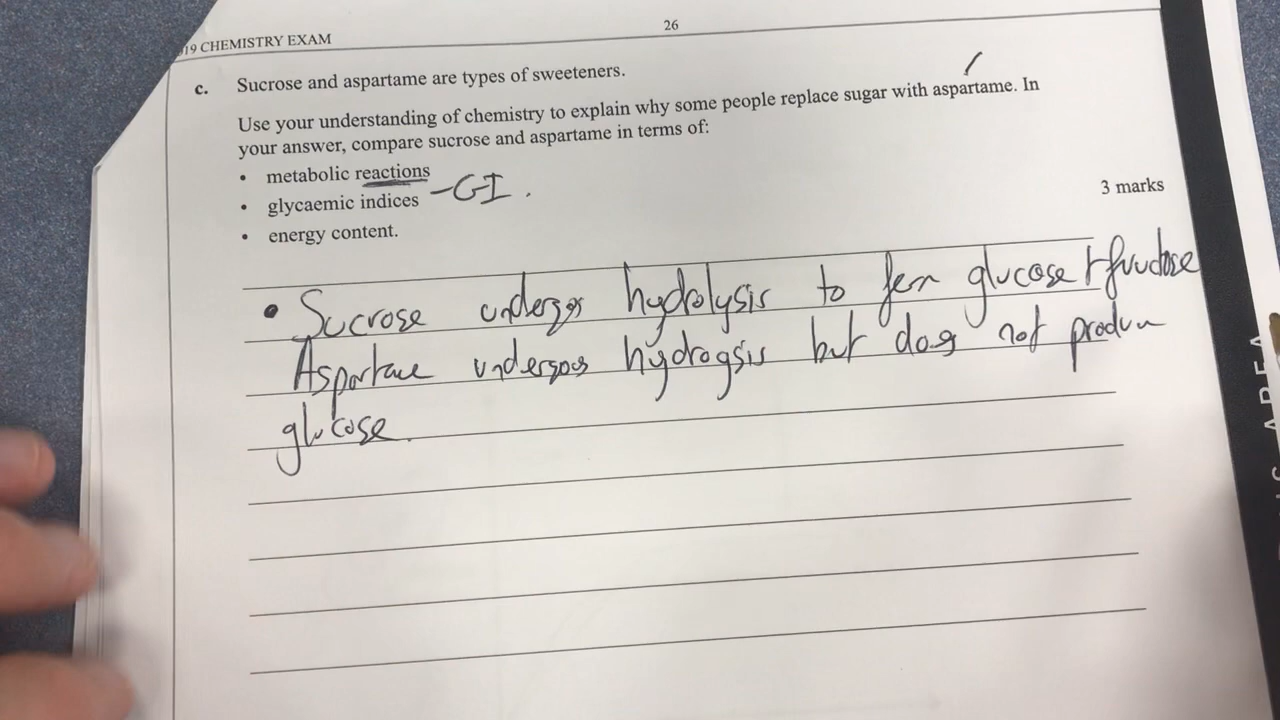 19 CHEMISTRY EXAM
26
c. Sucrose and aspartame are types of sweeteners.
Use your understanding of chemistry to explain why some people replace sugar with aspartame. In
your answer, compare sucrose and aspartame in terms of:
• metabolic reactions
• glycaemic indices – GI.
• energy content.
3 marks
• Sucrose undergoes hydrolysis to form glucose + fructose
Aspartame undergoes hydrolysis but does not produce
glucose.
AREA